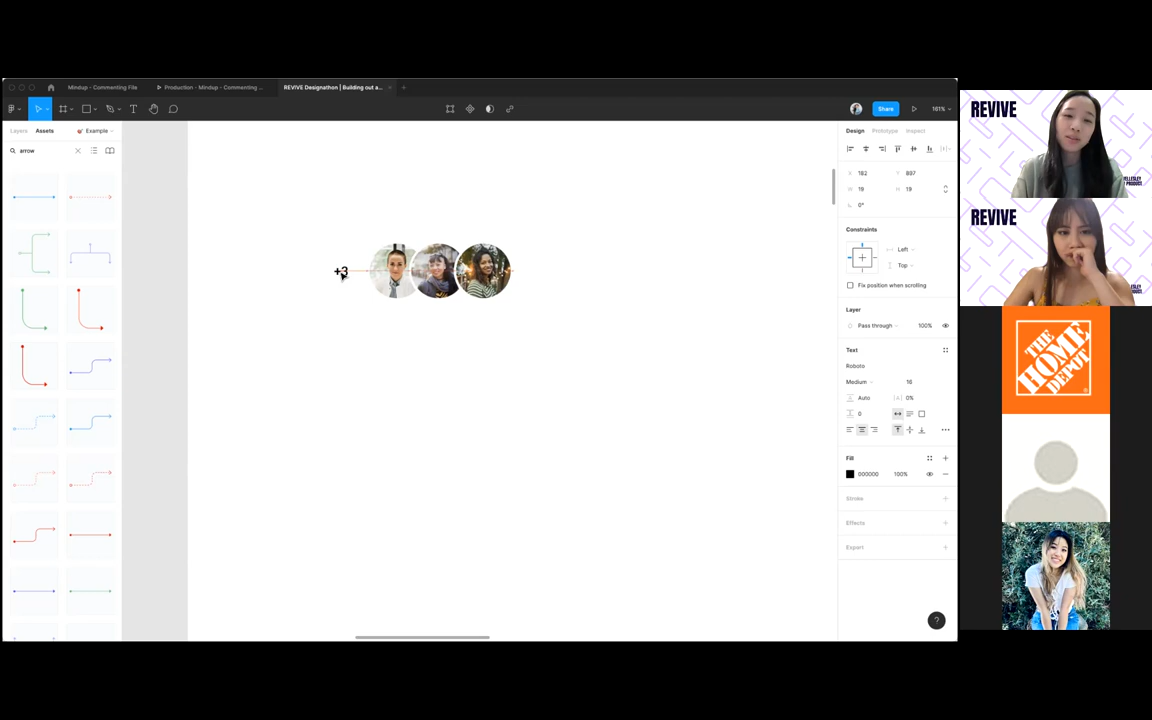 Mindup - Commenting File
Production - Mindup - Commenting ...
REVIVE Designathon | Building out a...
Share
161%
Layers
Assets
Example
arrow
+3
Design
Prototype
Inspect
X 182
Y 897
W 19
H 19
0°
Constraints
Left
Top
Fix position when scrolling
Layer
Pass through
100%
Text
Roboto
Medium
16
Auto
0%
0
Fill
000000
100%
Stroke
Effects
Export
?
REVIVE
REVIVE
THE
HOME
DEPOT